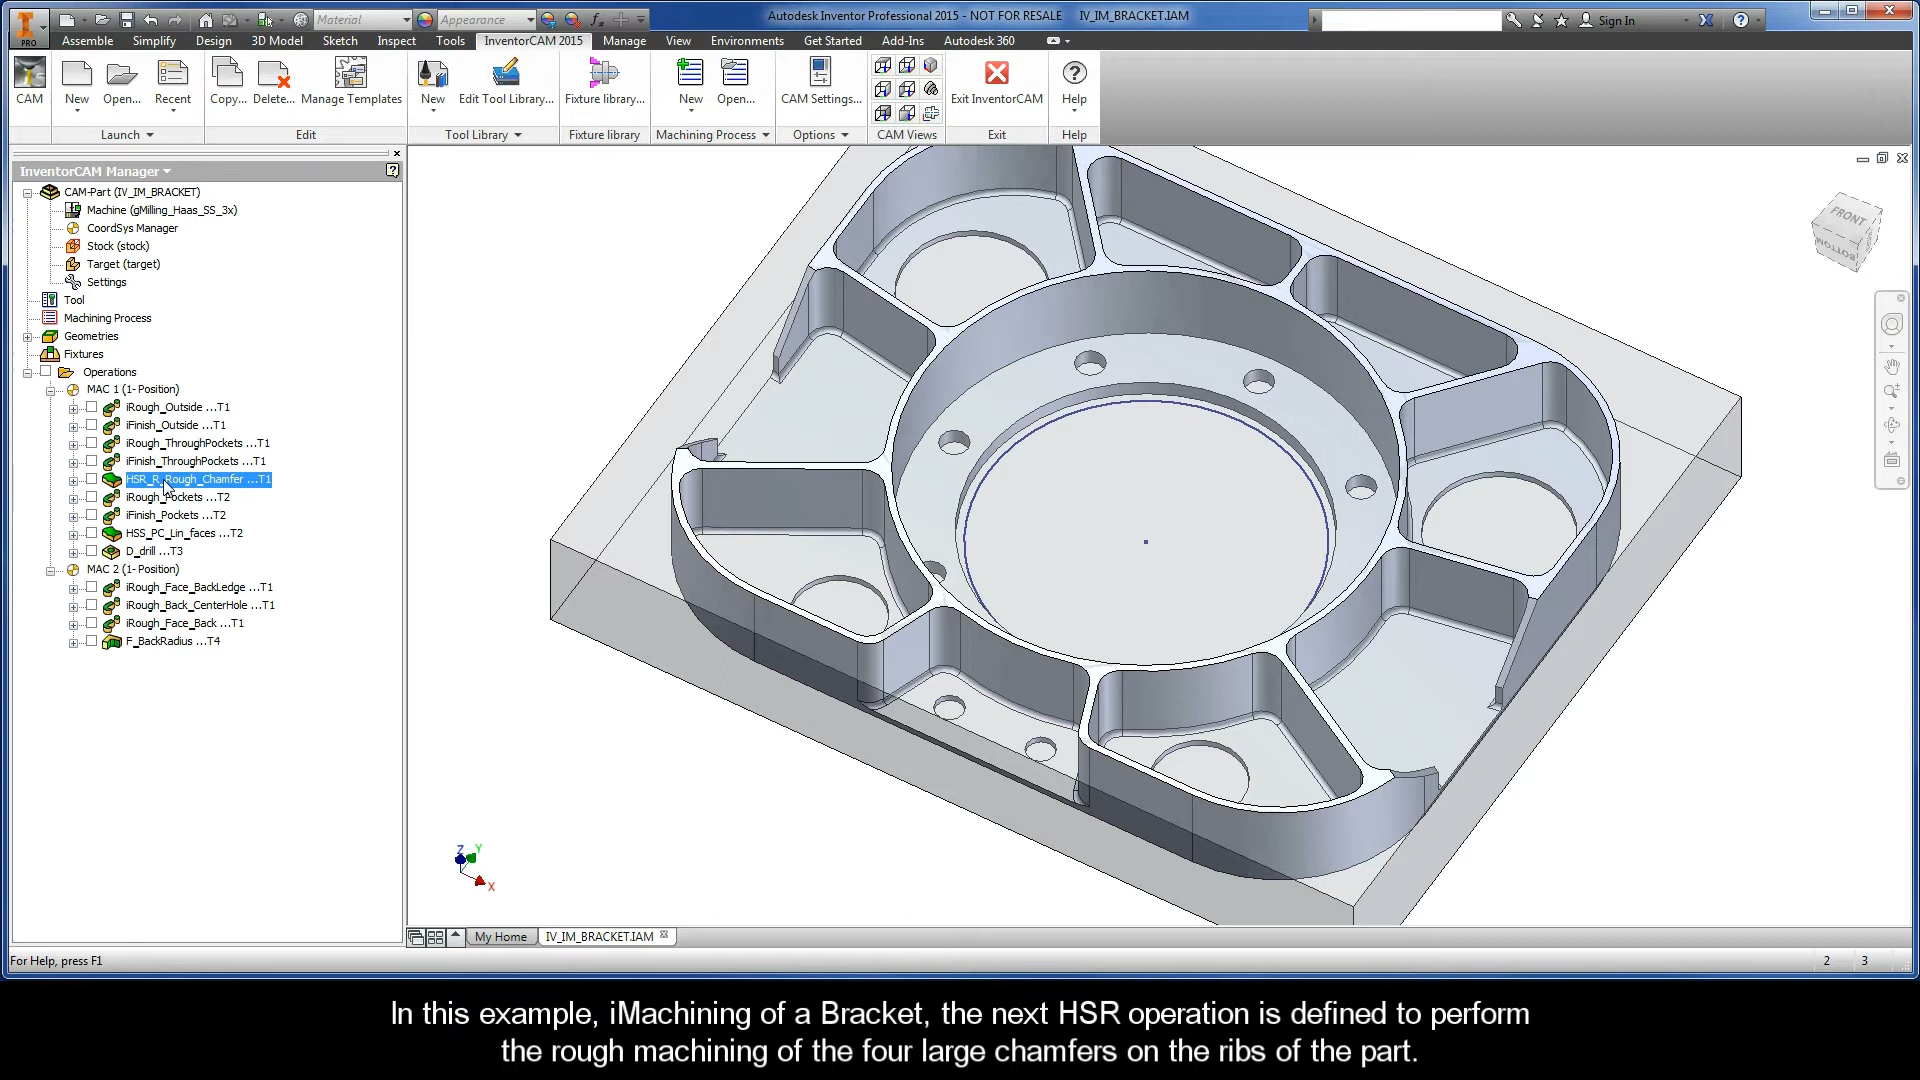 Material
Appearance
Autodesk Inventor Professional 2015 - NOT FOR RESALE IV_IM_BRACKET.IAM
Sign In
PRO
Assemble Simplify Design 3D Model Sketch Inspect Tools InventorCAM 2015 Manage View Environments Get Started Add-Ins Autodesk 360
CAM New Open... Recent Copy... Delete... Manage Templates New Edit Tool Library... Fixture library... New Open... CAM Settings... Exit InventorCAM Help
Launch Edit Tool Library Fixture library Machining Process Options CAM Views Exit Help
InventorCAM Manager
CAM-Part (IV_IM_BRACKET)
Machine (gMilling_Haas_SS_3x)
CoordSys Manager
Stock (stock)
Target (target)
Settings
Tool
Machining Process
Geometries
Fixtures
Operations
MAC 1 (1- Position)
iRough_Outside ...T1
iFinish_Outside ...T1
iRough_ThroughPockets ...T1
iFinish_ThroughPockets ...T1
HSR_R_Rough_Chamfer ...T1
iRough_Pockets ...T2
iFinish_Pockets ...T2
HSS_PC_Lin_faces ...T2
D_drill ...T3
MAC 2 (1- Position)
iRough_Face_BackLedge ...T1
iRough_Back_CenterHole ...T1
iRough_Face_Back ...T1
F_BackRadius ...T4
FRONT
BOTTOM
Z Y
X
My Home IV_IM_BRACKET.IAM
For Help, press F1
2 3
In this example, iMachining of a Bracket, the next HSR operation is defined to perform
the rough machining of the four large chamfers on the ribs of the part.